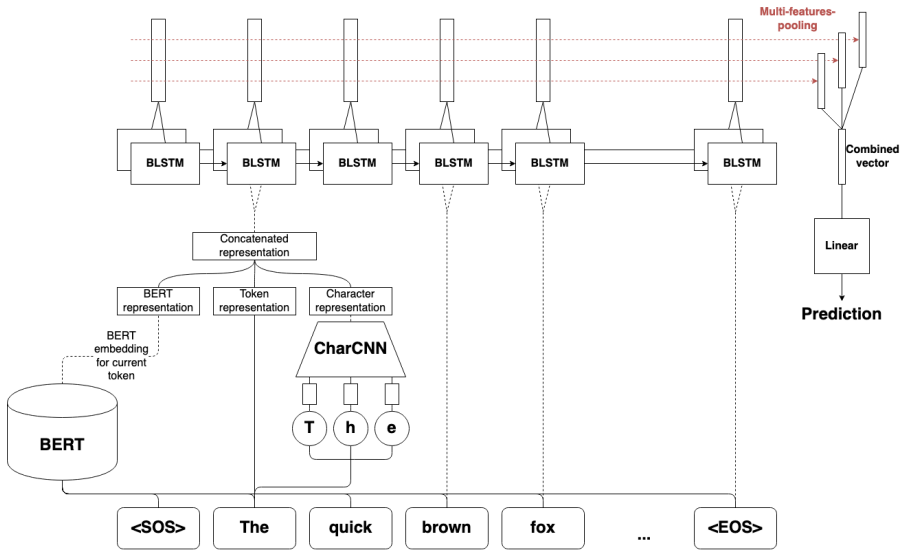 Multi-features-
pooling
BLSTM
BLSTM
BLSTM
BLSTM
BLSTM
BLSTM
Combined
vector
Concatenated
representation
Linear
BERT
representation
Token
representation
Character
representation
Prediction
BERT
embedding
for current
token
CharCNN
BERT
T
h
e
<SOS>
The
quick
brown
fox
...
<EOS>